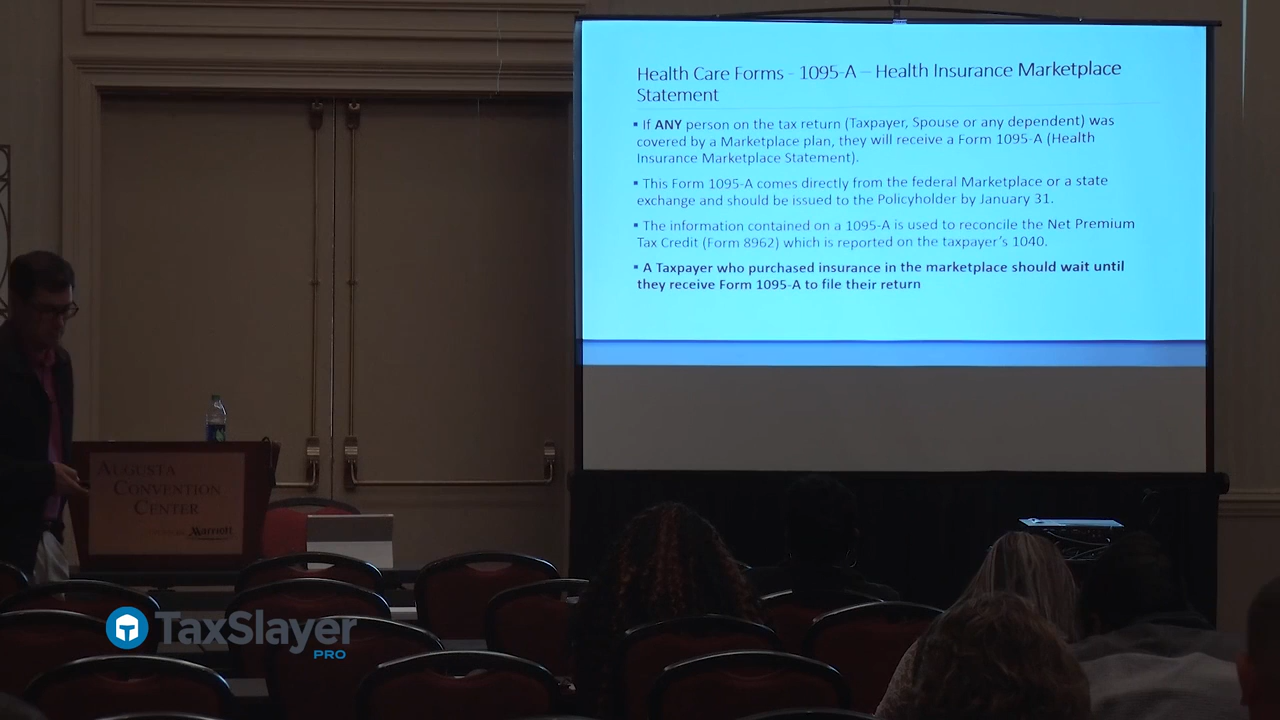 Health Care Forms - 1095-A – Health Insurance Marketplace
Statement
▪ If ANY person on the tax return (Taxpayer, Spouse or any dependent) was
covered by a Marketplace plan, they will receive a Form 1095-A (Health
Insurance Marketplace Statement).
▪ This Form 1095-A comes directly from the federal Marketplace or a state
exchange and should be issued to the Policyholder by January 31.
▪ The information contained on a 1095-A is used to reconcile the Net Premium
Tax Credit (Form 8962) which is reported on the taxpayer's 1040.
▪ A Taxpayer who purchased insurance in the marketplace should wait until
they receive Form 1095-A to file their return
AUGUSTA
CONVENTION
CENTER
Marriott
TaxSlayer
PRO